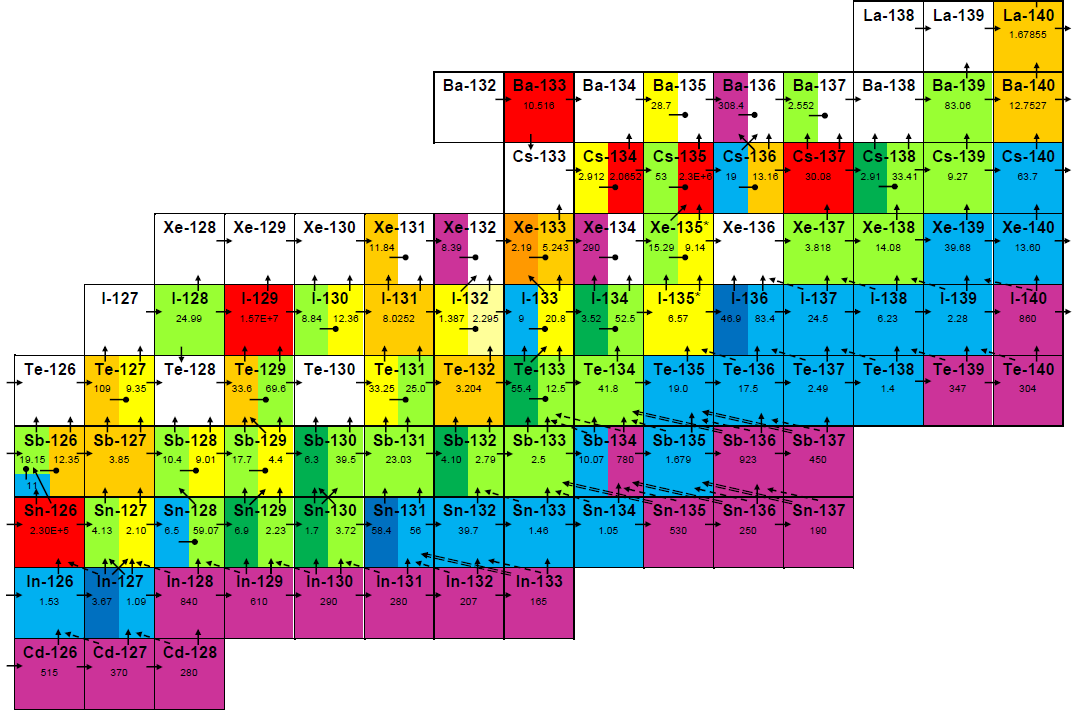 La-138 La-139 La-140
1.67855
Ba-132 Ba-133 Ba-134 Ba-135 Ba-136 Ba-137 Ba-138 Ba-139 Ba-140
10.516 28.7 308.4 2.552 83.06 12.7527
Cs-133 Cs-134 Cs-135 Cs-136 Cs-137 Cs-138 Cs-139 Cs-140
2.912 2.0652 53 2.3E+6 19 13.16 30.08 2.91 33.41 9.27 63.7
Xe-128 Xe-129 Xe-130 Xe-131 Xe-132 Xe-133 Xe-134 Xe-135* Xe-136 Xe-137 Xe-138 Xe-139 Xe-140
11.84 8.39 2.19 5.243 290 15.29 9.14 3.818 14.08 39.68 13.60
I-127 I-128 I-129 I-130 I-131 I-132 I-133 I-134 I-135* I-136 I-137 I-138 I-139 I-140
24.99 1.57E+7 8.84 12.36 8.0252 1.387 2.295 9 20.8 3.52 52.5 6.57 46.9 83.4 24.5 6.23 2.28 860
Te-126 Te-127 Te-128 Te-129 Te-130 Te-131 Te-132 Te-133 Te-134 Te-135 Te-136 Te-137 Te-138 Te-139 Te-140
109 9.35 33.6 69.6 33.25 25.0 3.204 55.4 12.5 41.8 19.0 17.5 2.49 1.4 347 304
Sb-126 Sb-127 Sb-128 Sb-129 Sb-130 Sb-131 Sb-132 Sb-133 Sb-134 Sb-135 Sb-136 Sb-137
19.15 12.35 3.85 10.4 9.01 17.7 4.4 6.3 39.5 23.03 4.10 2.79 2.5 10.07 780 1.679 923 450
11
Sn-126 Sn-127 Sn-128 Sn-129 Sn-130 Sn-131 Sn-132 Sn-133 Sn-134 Sn-135 Sn-136 Sn-137
2.30E+5 4.13 2.10 6.5 59.07 6.9 2.23 1.7 3.72 58.4 56 39.7 1.46 1.05 530 250 190
In-126 In-127 In-128 In-129 In-130 In-131 In-132 In-133
1.53 3.67 1.09 840 610 290 280 207 165
Cd-126 Cd-127 Cd-128
515 370 280